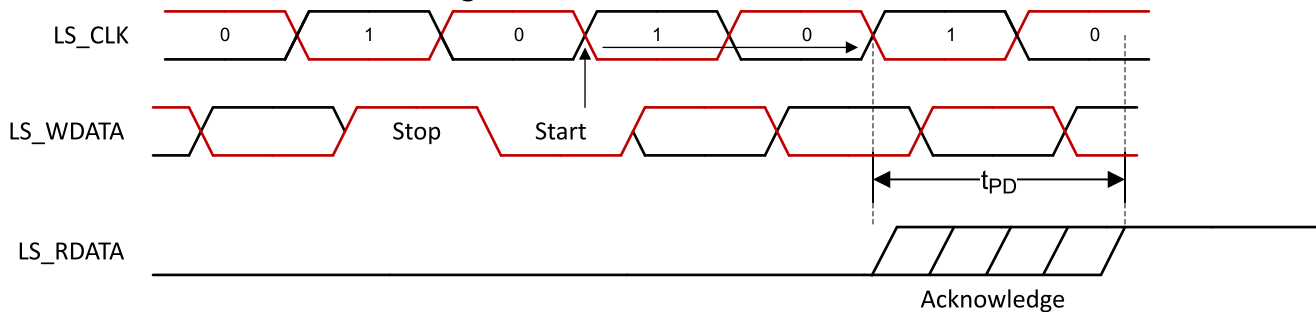 LS_CLK 0 1 0 1 0 1 0
LS_WDATA Stop Start
tPD
LS_RDATA
Acknowledge